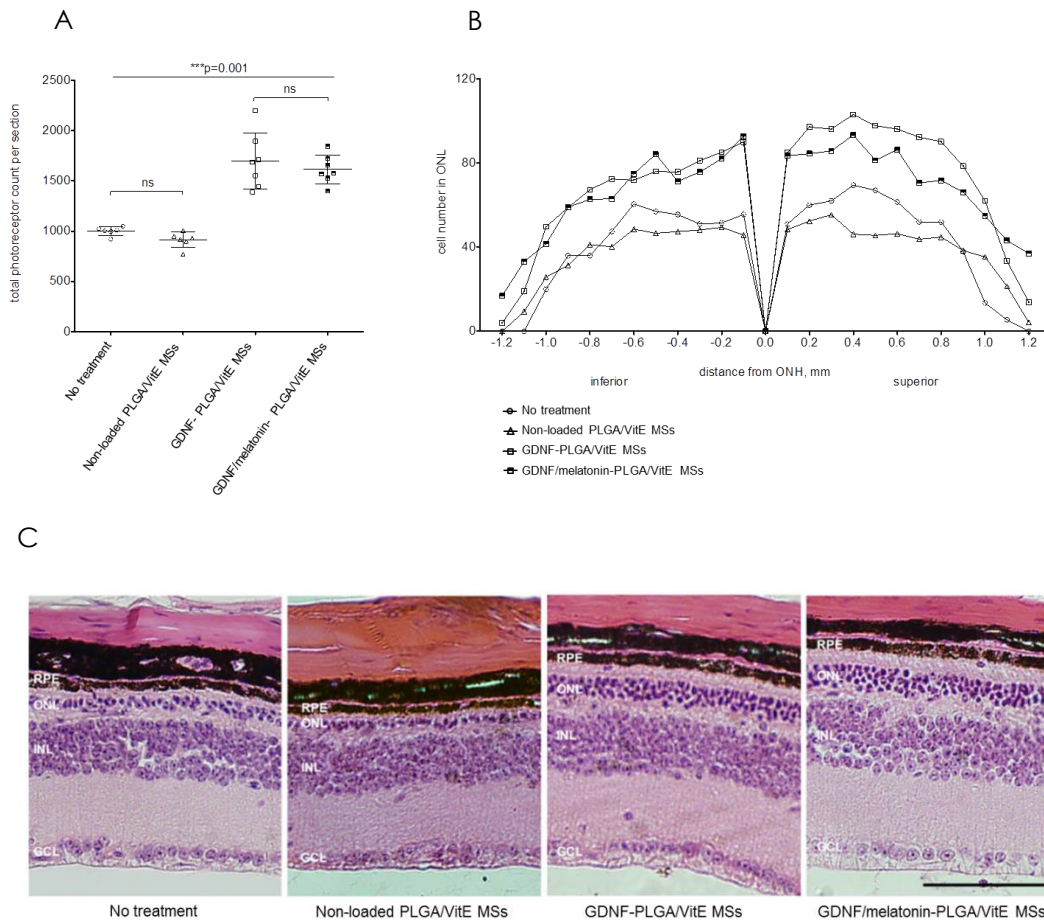 A
***p=0.001
ns
ns
total photoreceptor count per section
2500
2000
1500
1000
500
0
No treatment
Non-loaded PLGA/VitE MSs
GDNF- PLGA/VitE MSs
GDNF/melatonin- PLGA/VitE MSs
B
cell number in ONL
120
80
40
0
-1.2 -1.0 -0.8 -0.6 -0.4 -0.2 0.0 0.2 0.4 0.6 0.8 1.0 1.2
inferior distance from ONH, mm superior
No treatment
Non-loaded PLGA/VitE MSs
GDNF-PLGA/VitE MSs
GDNF/melatonin-PLGA/VitE MSs
C
RPE
ONL
INL
GCL
No treatment
RPE
ONL
INL
GCL
Non-loaded PLGA/VitE MSs
RPE
ONL
INL
GCL
GDNF-PLGA/VitE MSs
RPE
ONL
INL
GCL
GDNF/melatonin-PLGA/VitE MSs